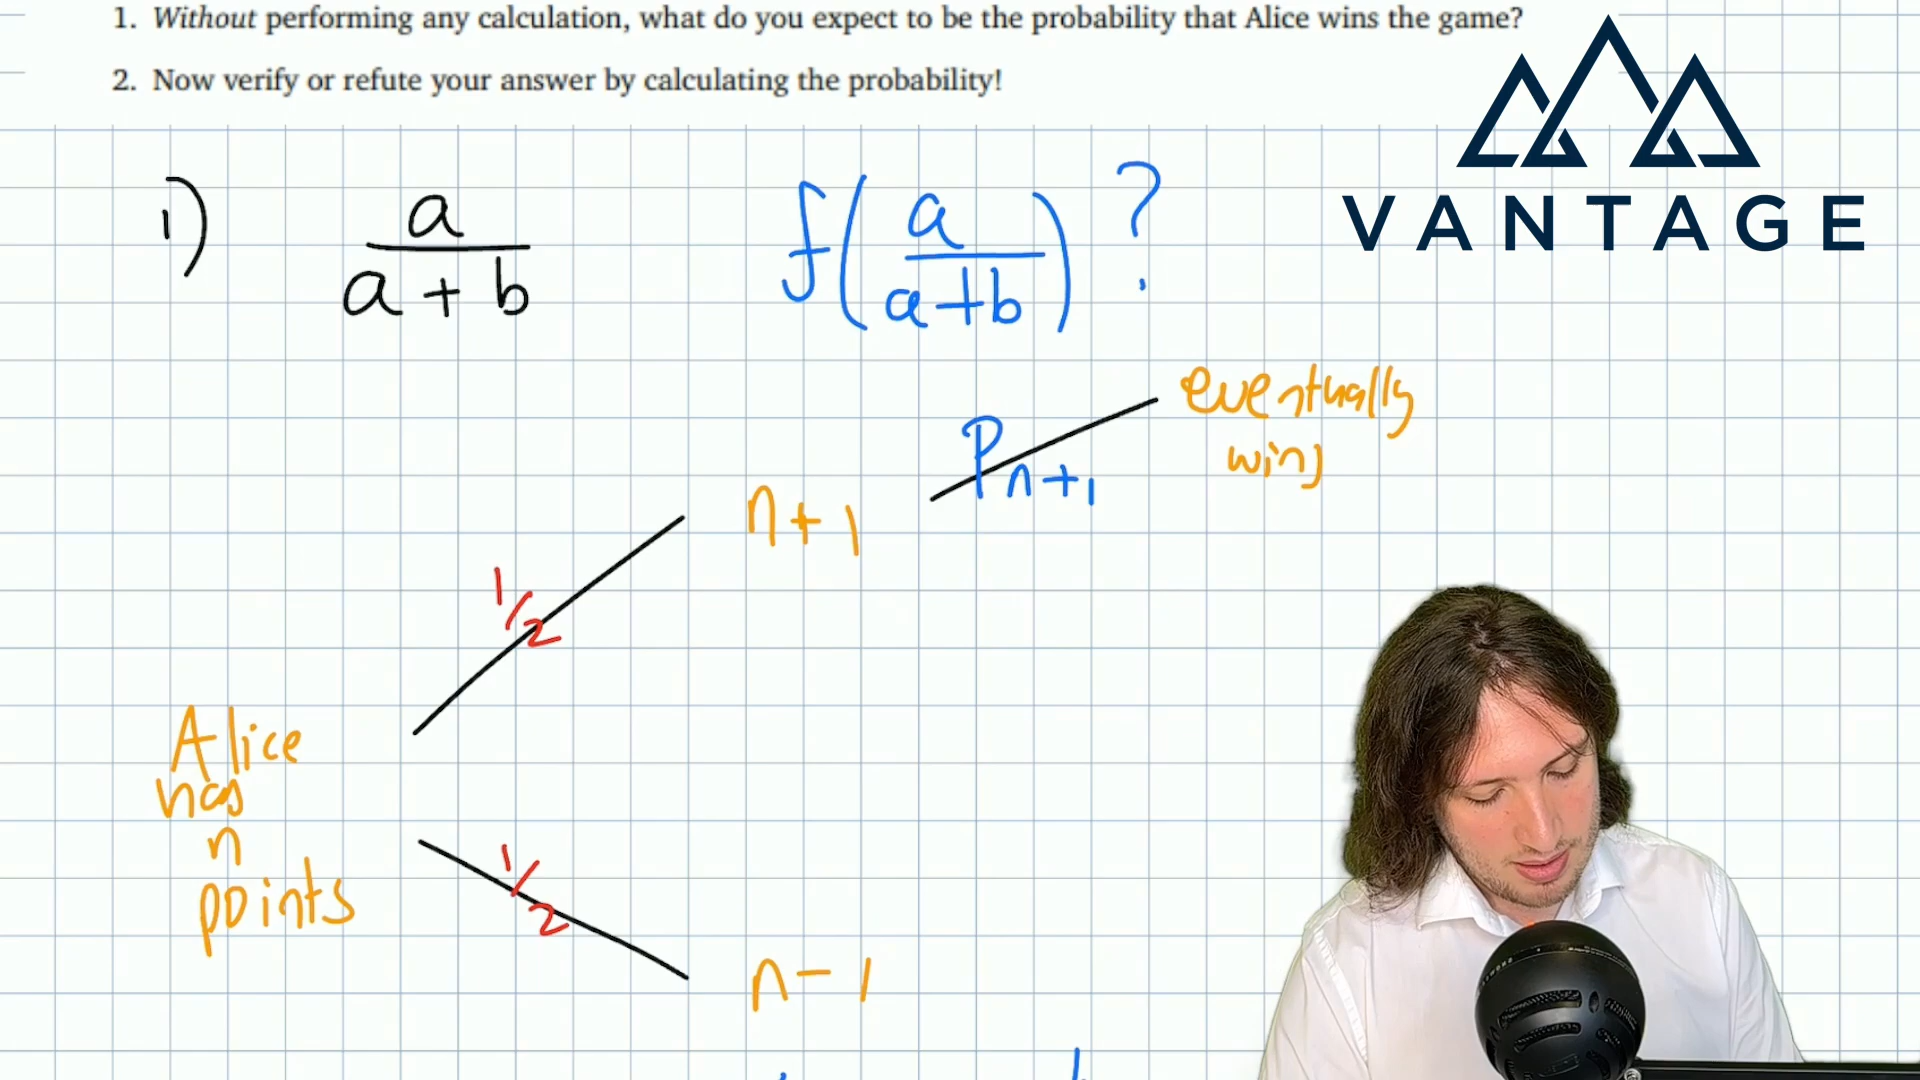 1. Without performing any calculation, what do you expect to be the probability that Alice wins the game?
2. Now verify or refute your answer by calculating the probability!
VANTAGE
1) a/(a+b) f(a/(a+b))?
eventually
wins
Pn+1
n+1
1/2
Alice
has
n
points
1/2
n-1